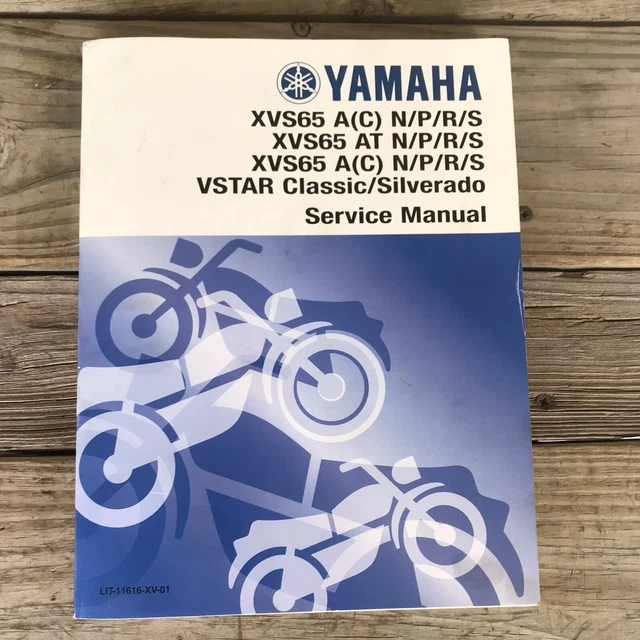 YAMAHA
XVS65 A(C) N/P/R/S
XVS65 AT N/P/R/S
XVS65 A(C) N/P/R/S
VSTAR Classic/Silverado
Service Manual
LIT-11616-XV-01